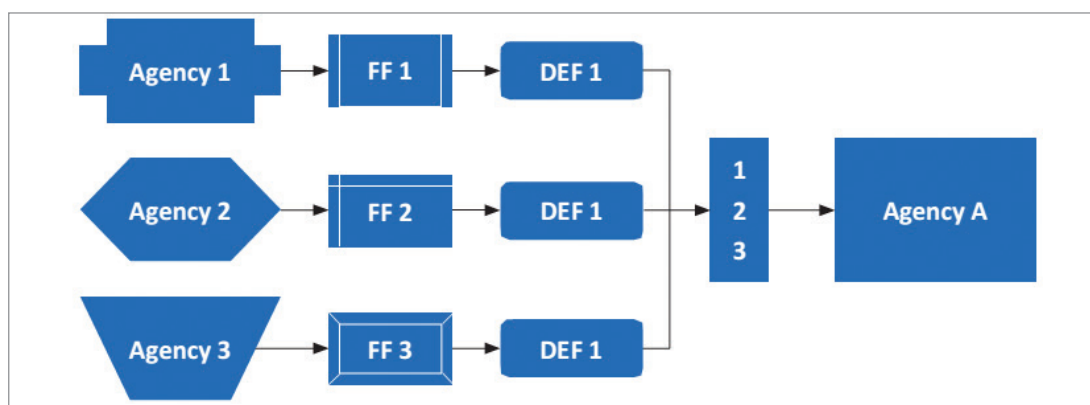 Agency 1
FF 1
DEF 1
Agency 2
FF 2
DEF 1
Agency 3
FF 3
DEF 1
1
2
3
Agency A